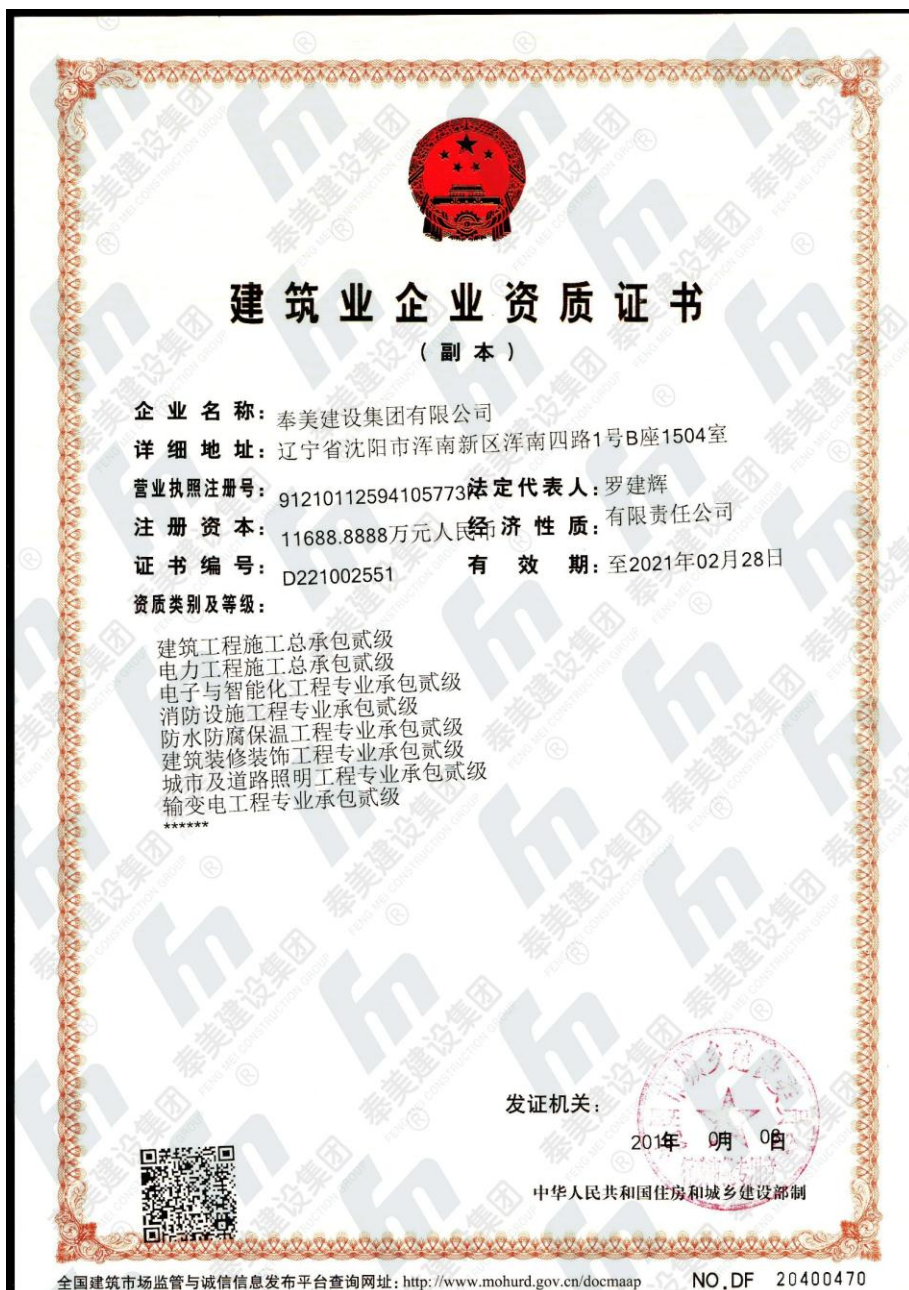 建筑业企业资质证书
(副本)
企业名称: 奉美建设集团有限公司
详细地址: 辽宁省沈阳市浑南新区浑南四路1号B座1504室
营业执照注册号: 91210112594105773 法定代表人: 罗建辉
注册资本: 11688.8888万元人民币 经济性质: 有限责任公司
证书编号: D221002551 有效期: 至2021年02月28日
资质类别及等级:
建筑工程施工总承包贰级
电力工程施工总承包贰级
电子与智能化工程专业承包贰级
消防设施工程专业承包贰级
防水防腐保温工程专业承包贰级
建筑装修装饰工程专业承包贰级
城市及道路照明工程专业承包贰级
输变电工程专业承包贰级
******
发证机关:
年 月 日
中华人民共和国住房和城乡建设部制
全国建筑市场监管与诚信信息发布平台查询网址: http://www.mohurd.gov.cn/docmaap NO.DF 20400470
奉美建设集团
FENG MEI CONSTRUCTION GROUP